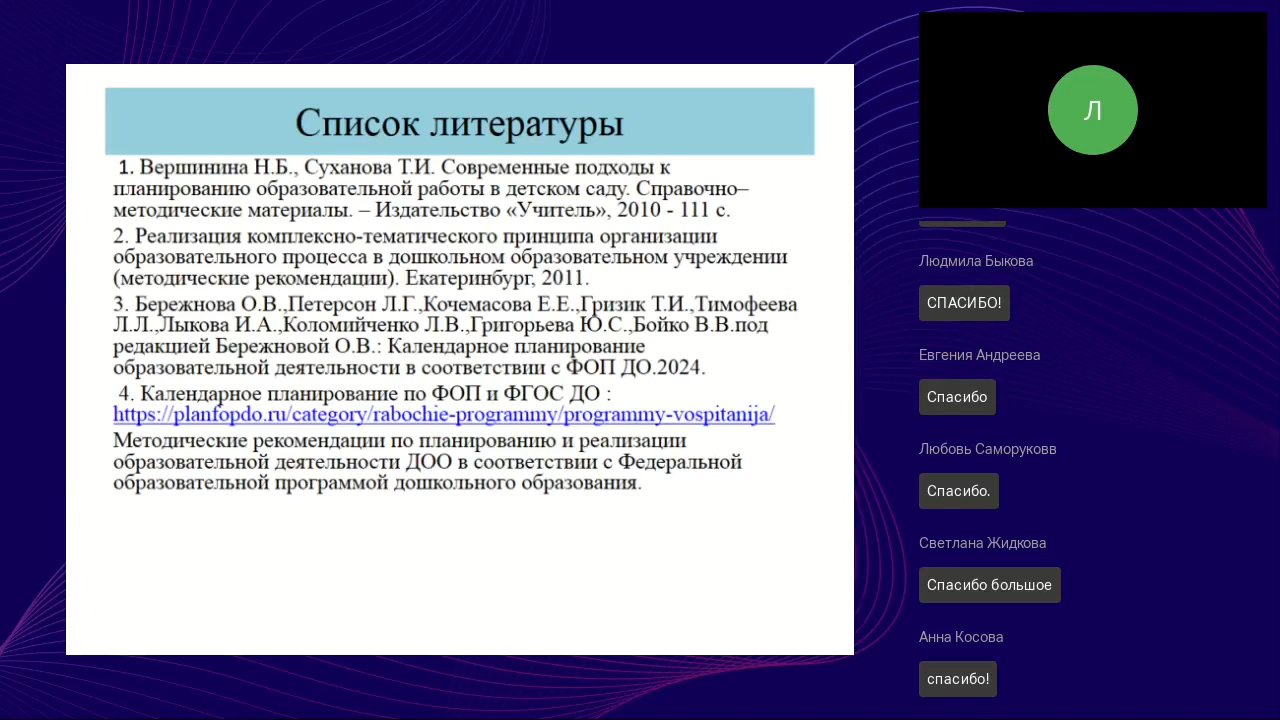 Список литературы
1. Вершинина Н.Б., Суханова Т.И. Современные подходы к
планированию образовательной работы в детском саду. Справочно–
методические материалы. – Издательство «Учитель», 2010 - 111 с.
2. Реализация комплексно-тематического принципа организации
образовательного процесса в дошкольном образовательном учреждении
(методические рекомендации). Екатеринбург, 2011.
3. Бережнова О.В.,Петерсон Л.Г.,Кочемасова Е.Е.,Гризик Т.И.,Тимофеева
Л.Л.,Лыкова И.А.,Коломийченко Л.В.,Григорьева Ю.С.,Бойко В.В.под
редакцией Бережновой О.В.: Календарное планирование
образовательной деятельности в соответствии с ФОП ДО.2024.
4. Календарное планирование по ФОП и ФГОС ДО :
https://planfopdo.ru/category/rabochie-programmy/programmy-vospitanija/
Методические рекомендации по планированию и реализации
образовательной деятельности ДОО в соответствии с Федеральной
образовательной программой дошкольного образования.
Л
Людмила Быкова
СПАСИБО!
Евгения Андреева
Спасибо
Любовь Саморуковв
Спасибо.
Светлана Жидкова
Спасибо большое
Анна Косова
спасибо!